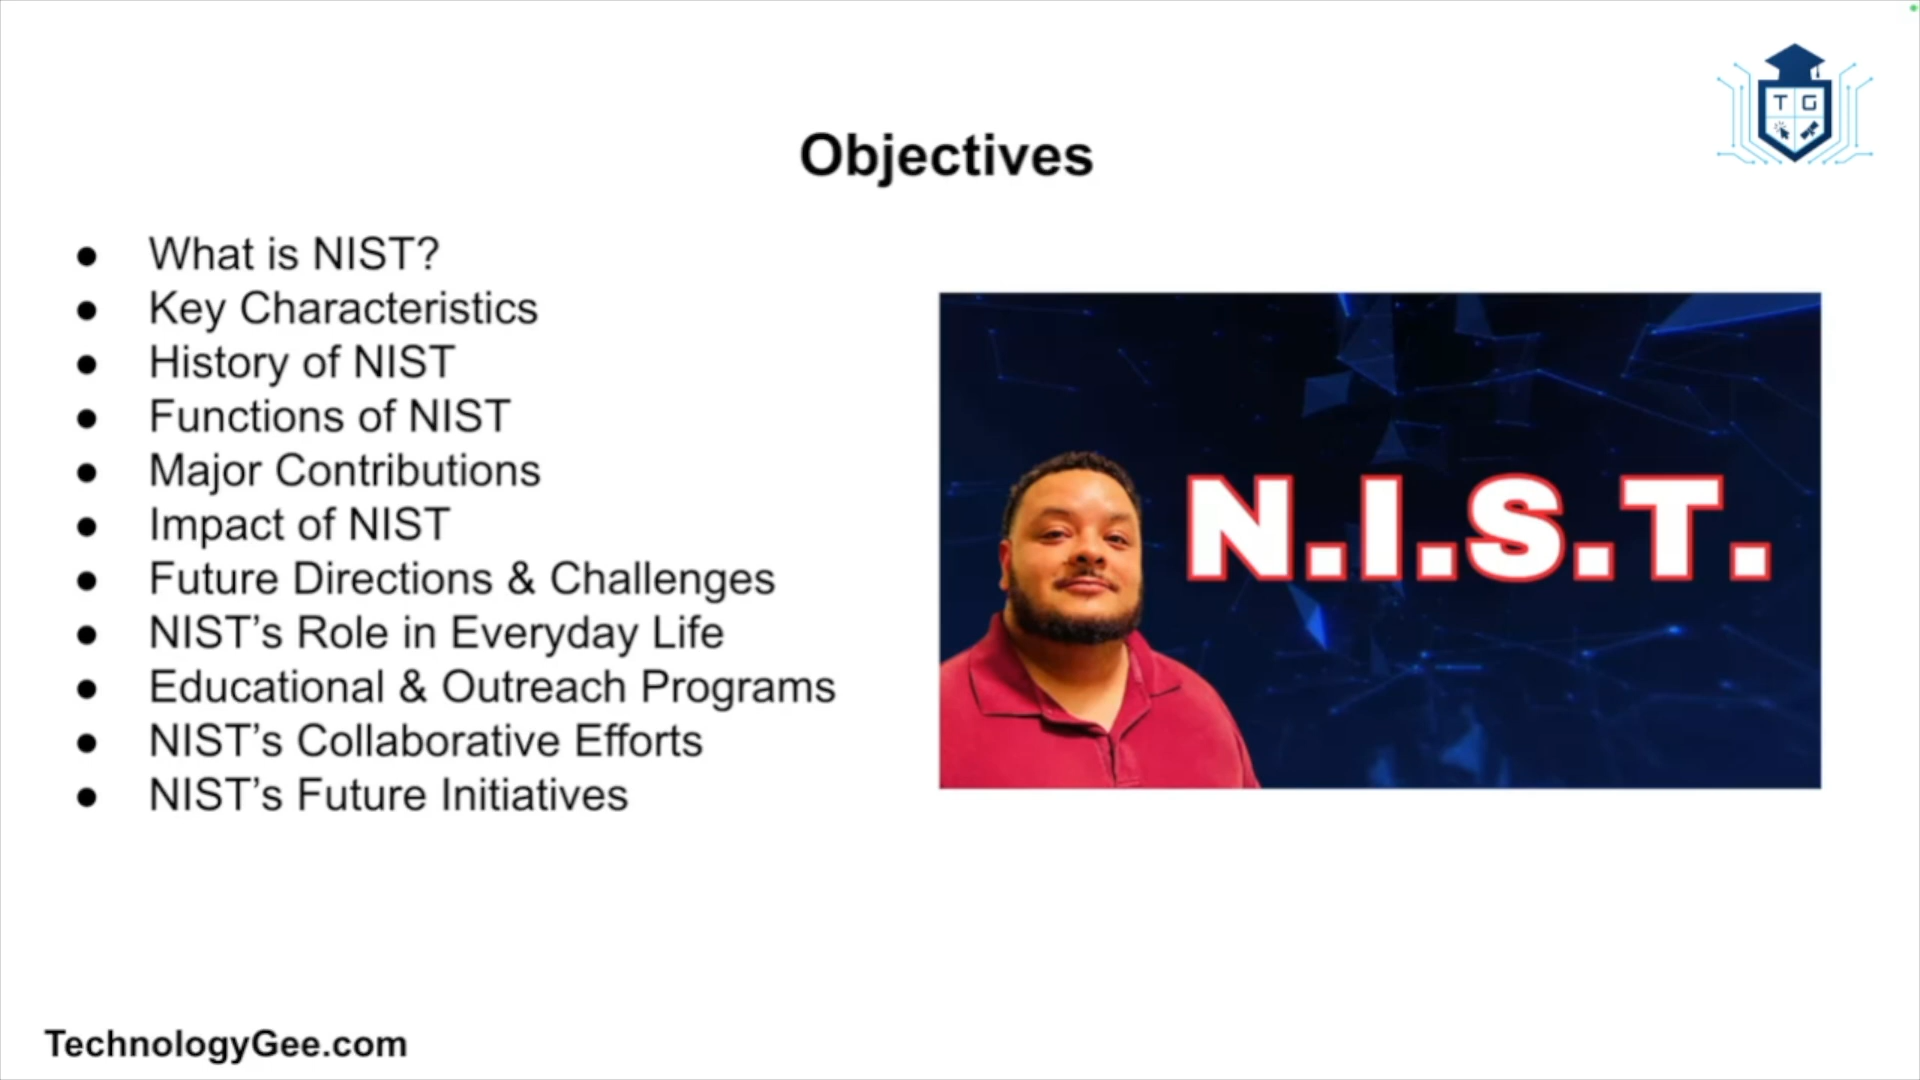 T G
Objectives
● What is NIST?
● Key Characteristics
● History of NIST
● Functions of NIST
● Major Contributions
● Impact of NIST
● Future Directions & Challenges
● NIST’s Role in Everyday Life
● Educational & Outreach Programs
● NIST’s Collaborative Efforts
● NIST’s Future Initiatives
N.I.S.T.
TechnologyGee.com